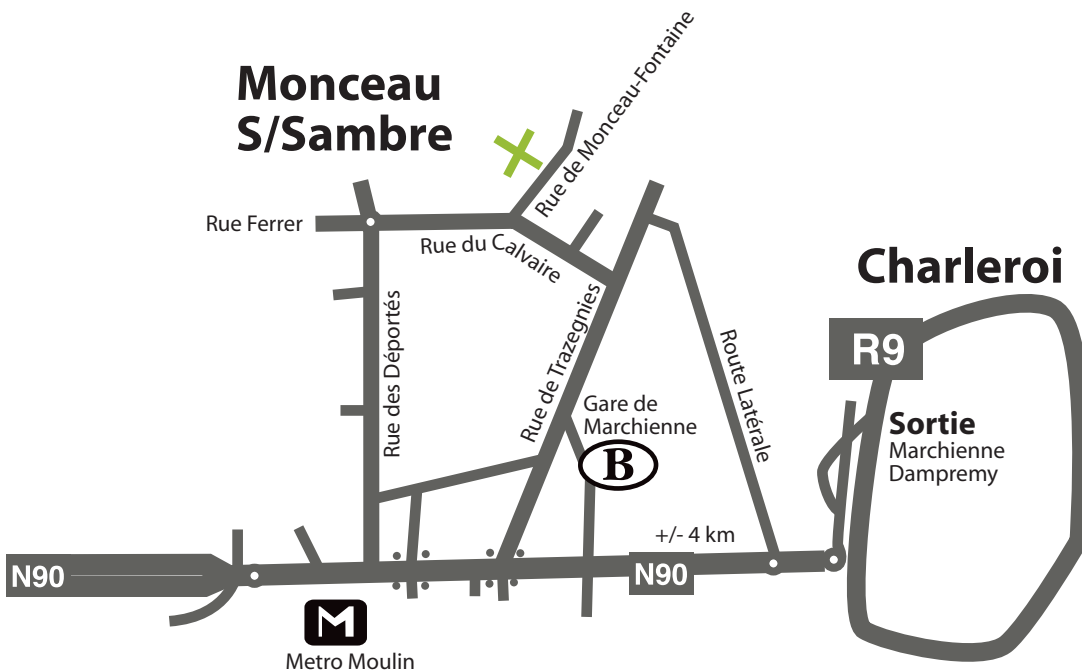 Monceau
S/Sambre
Rue de Monceau-Fontaine
Rue Ferrer
Rue du Calvaire
Charleroi
R9
Rue des Déportés
Rue de Trazegnies
Route Latérale
Gare de
Marchienne
B
Sortie
Marchienne
Dampremy
+/- 4 km
N90
N90
M
Metro Moulin